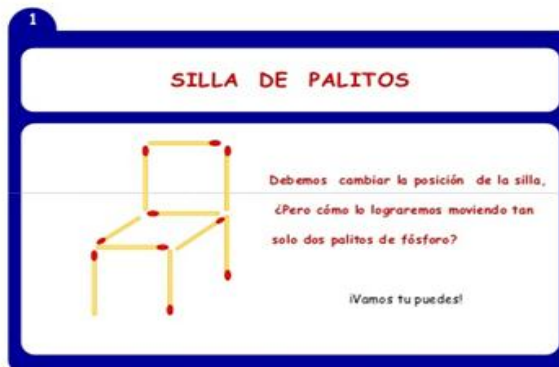 1
SILLA DE PALITOS
Debemos cambiar la posición de la silla,
¿Pero cómo lo lograremos moviendo tan
solo dos palitos de fósforo?
¡Vamos tu puedes!